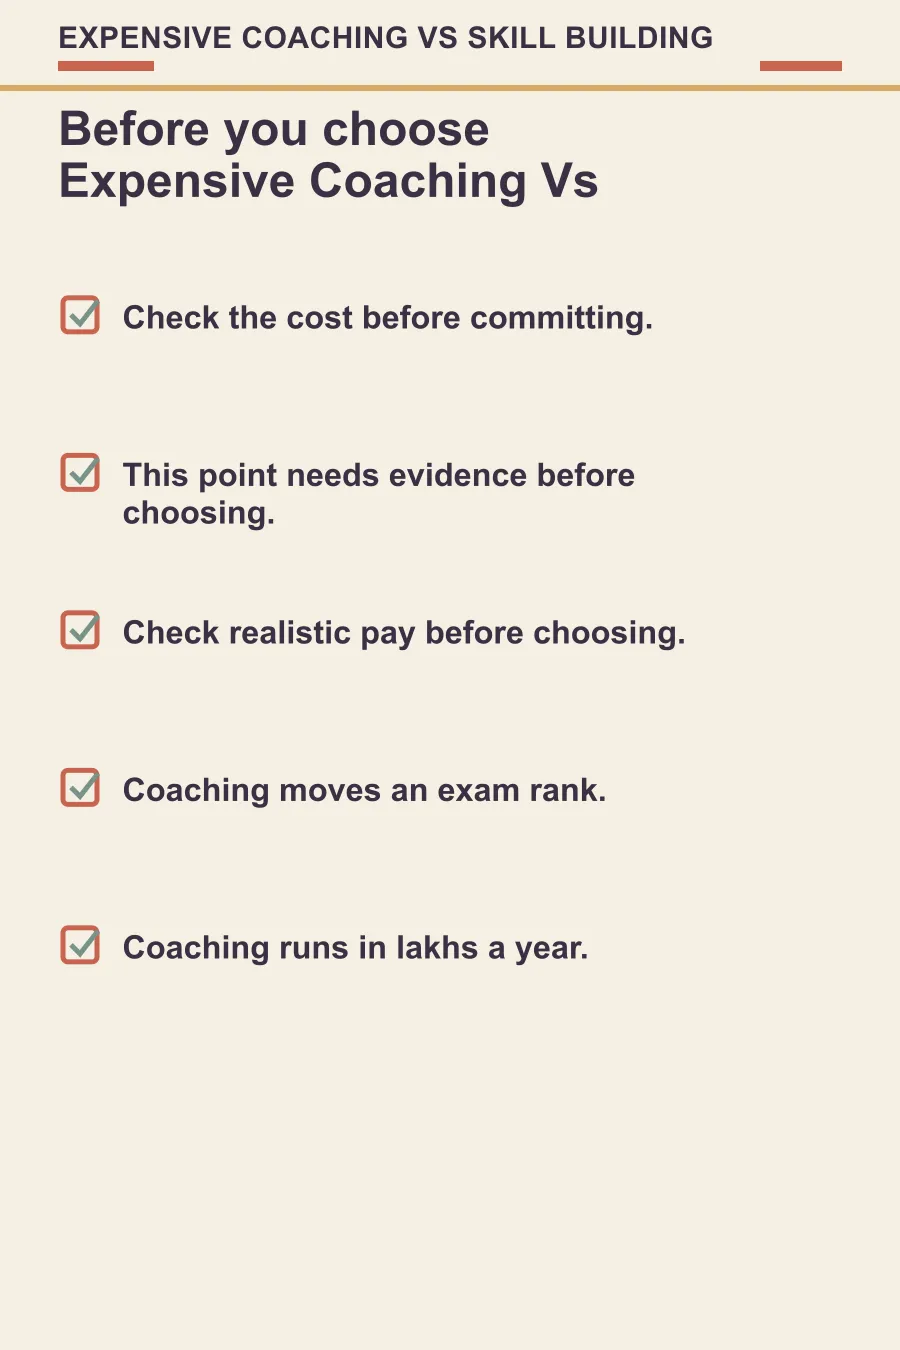 EXPENSIVE COACHING VS SKILL BUILDING
Before you choose
Expensive Coaching Vs
Check the cost before committing.
This point needs evidence before
choosing.
Check realistic pay before choosing.
Coaching moves an exam rank.
Coaching runs in lakhs a year.